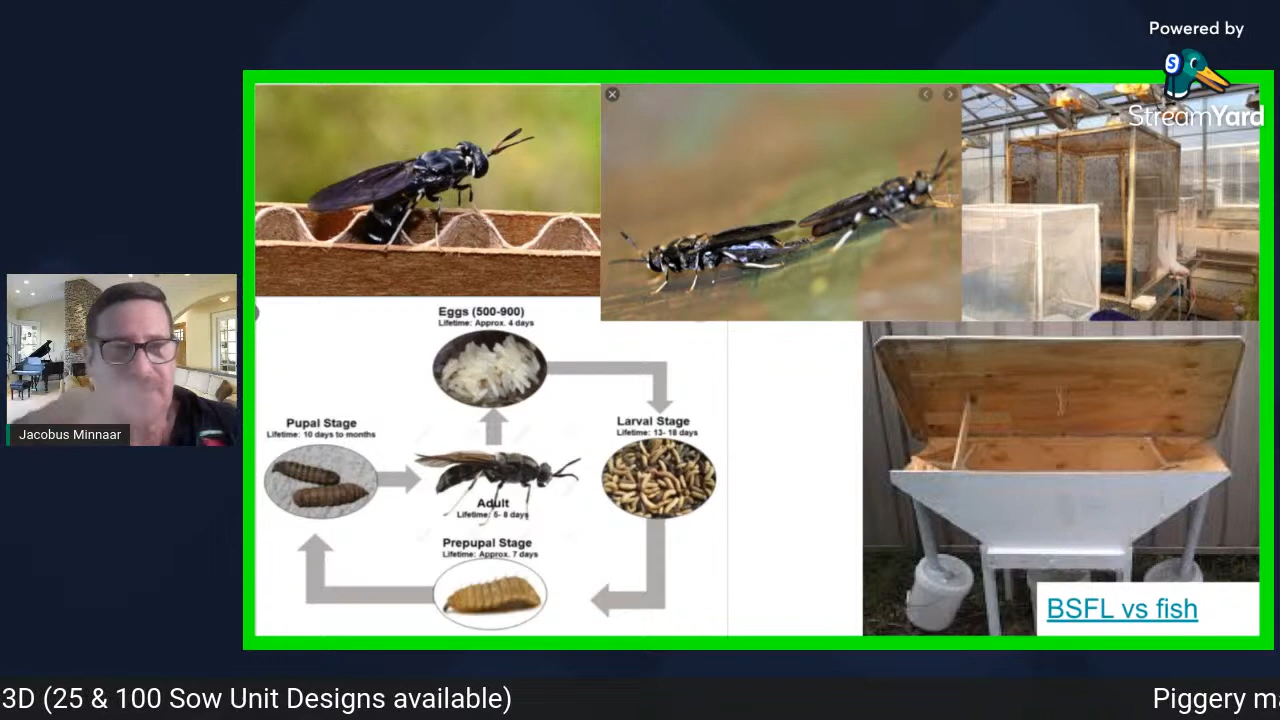 Powered by
StreamYard
Eggs (500-900)
Lifetime: Approx. 4 days
Pupal Stage
Lifetime: 10 days to months
Larval Stage
Lifetime: 13- 18 days
Adult
Lifetime: 5- 8 days
Prepupal Stage
Lifetime: Approx. 7 days
BSFL vs fish
Jacobus Minnaar
3D (25 & 100 Sow Unit Designs available)
Piggery m